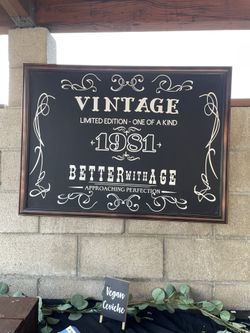 VINTAGE
LIMITED EDITION - ONE OF A KIND
1981
BETTER WITH AGE
APPROACHING PERFECTION
Vegan
Ceviche